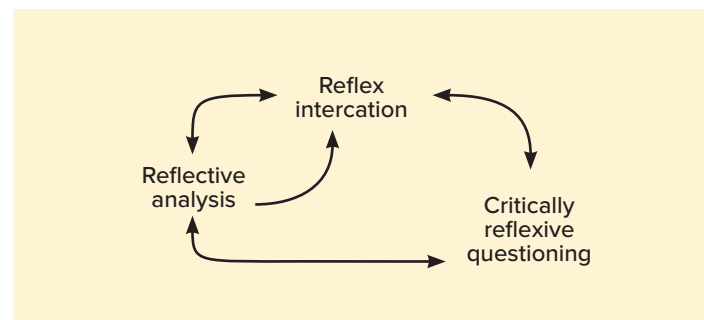 Reflex
intercation
Reflective
analysis
Critically
reflexive
questioning